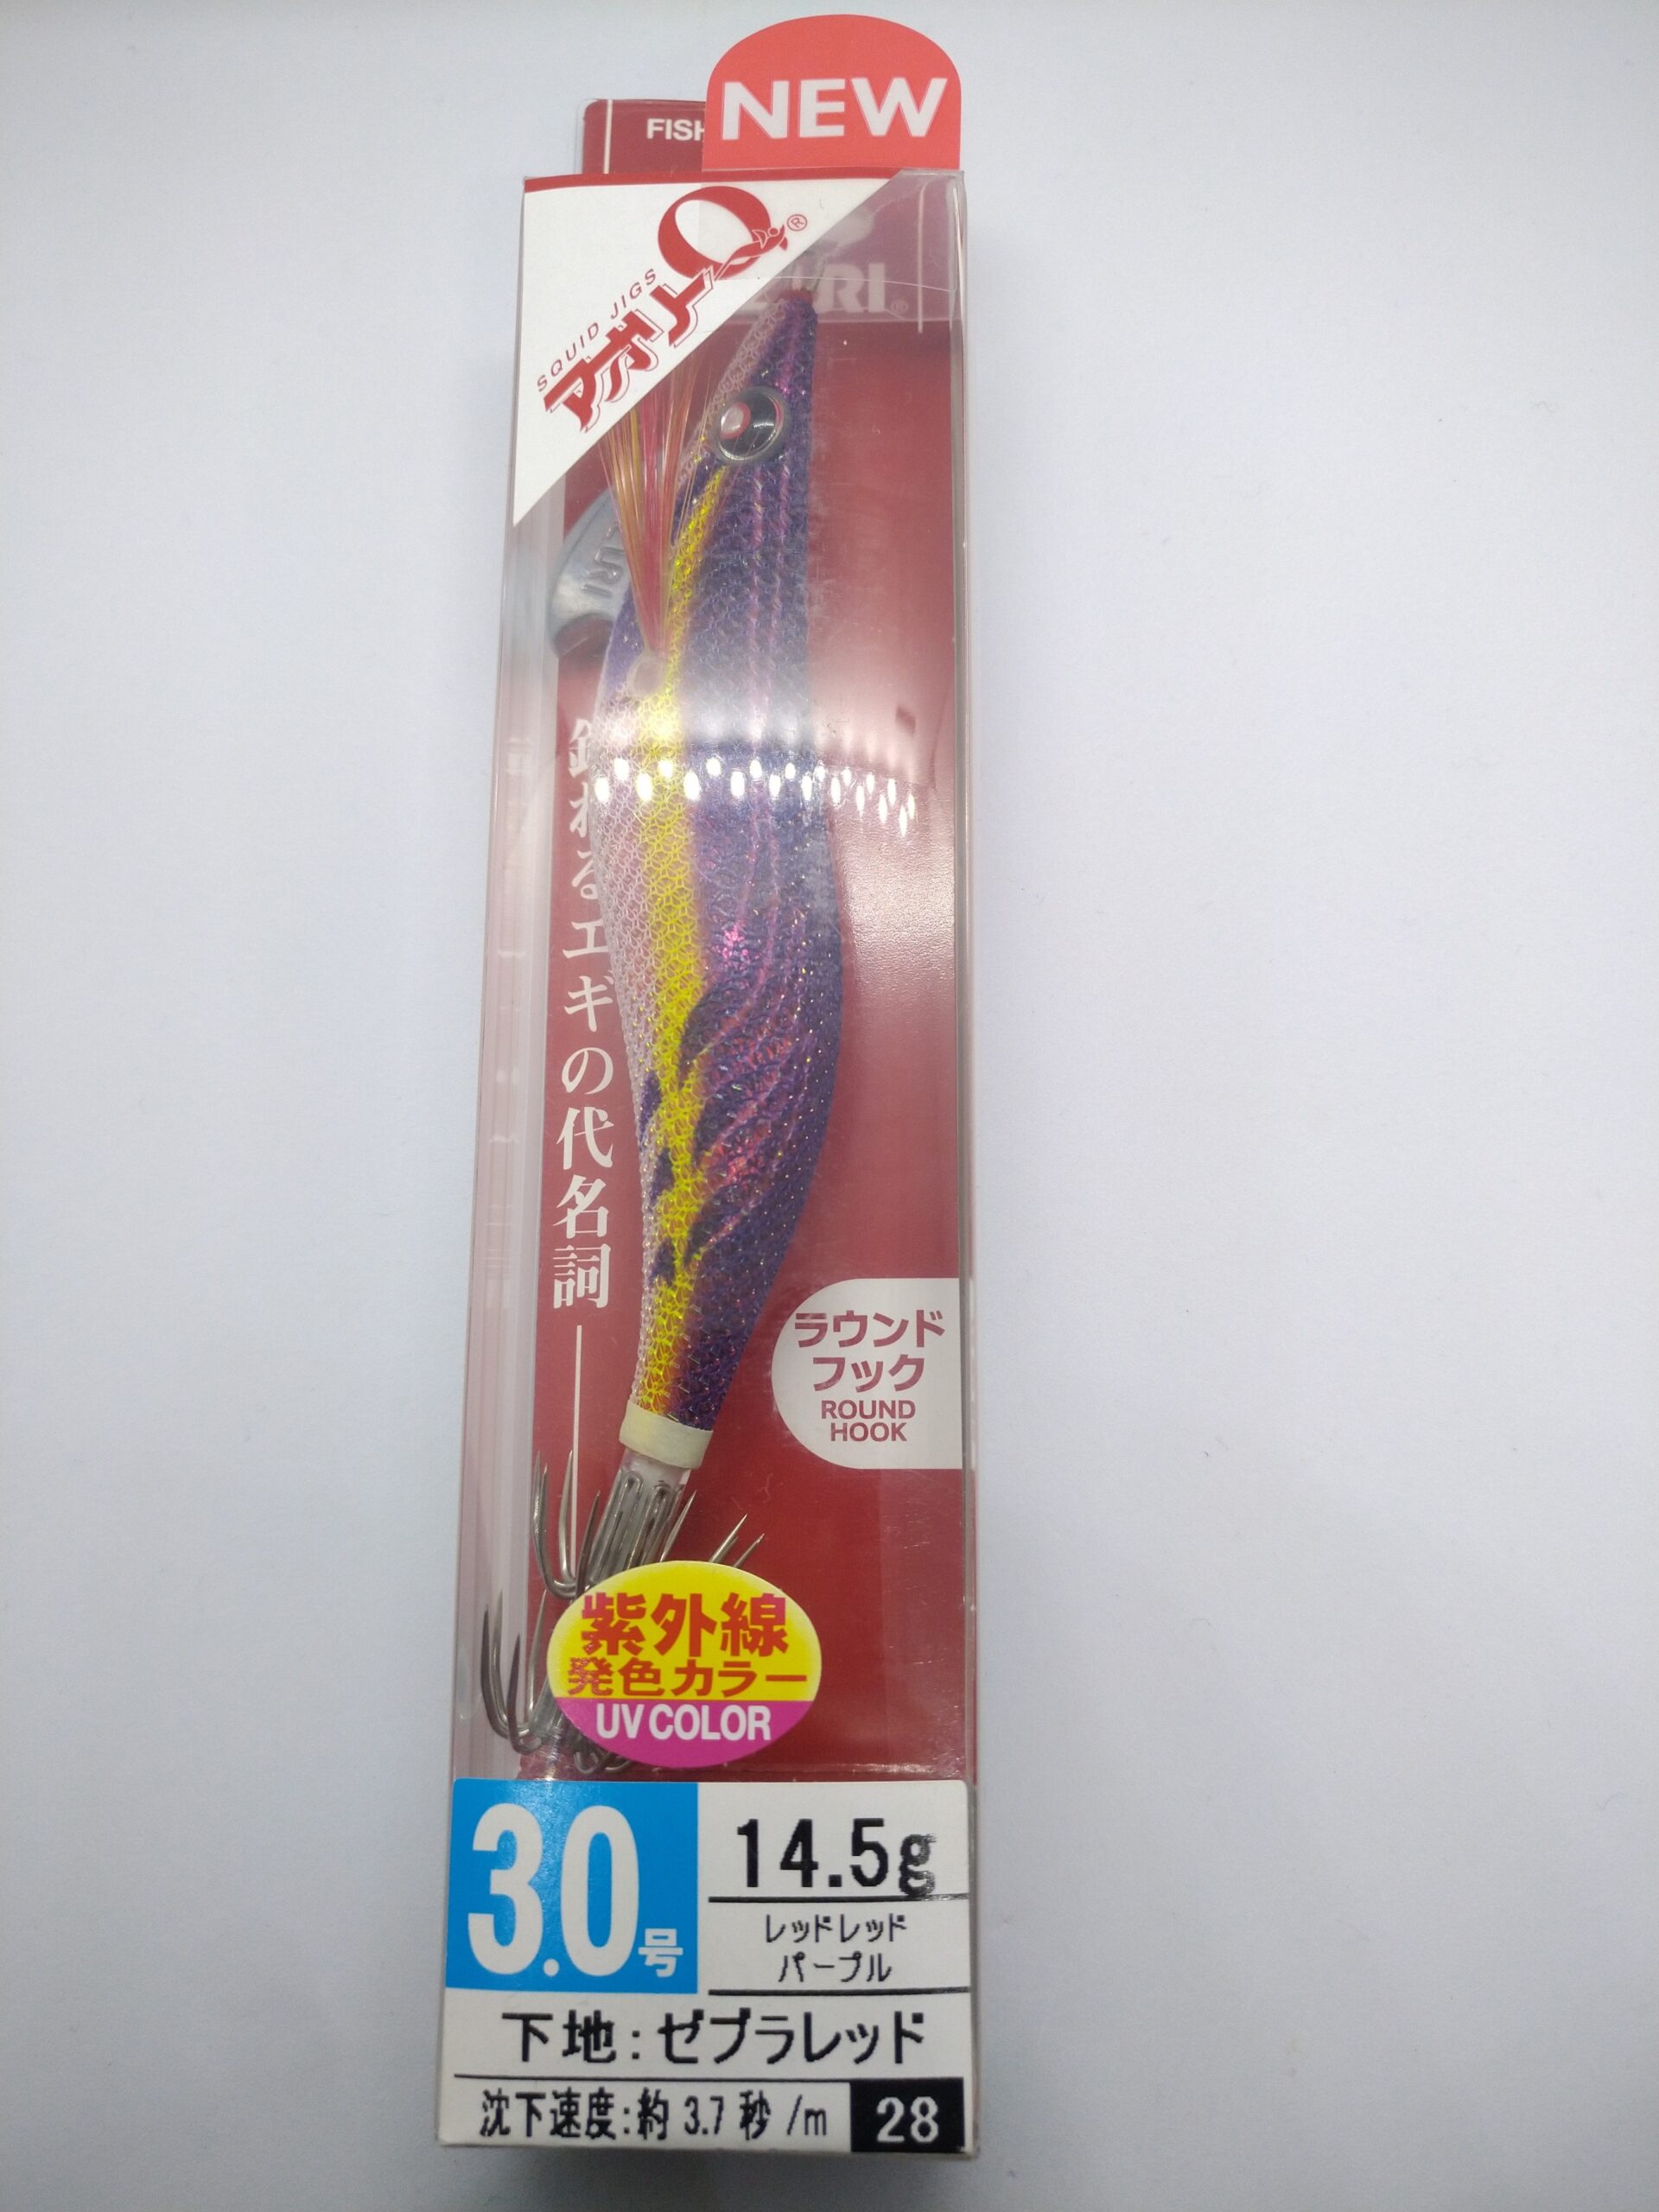 NEW
FISH
SQUID JIGS
アオリーQ®
RI®
RI
釣れるエギの代名詞
ラウンド
フック
ROUND
HOOK
紫外線
発色カラー
UV COLOR
3.0号
14.5g
レッドレッド
パープル
下地:ゼブラレッド
沈下速度:約 3.7 秒 /m
28